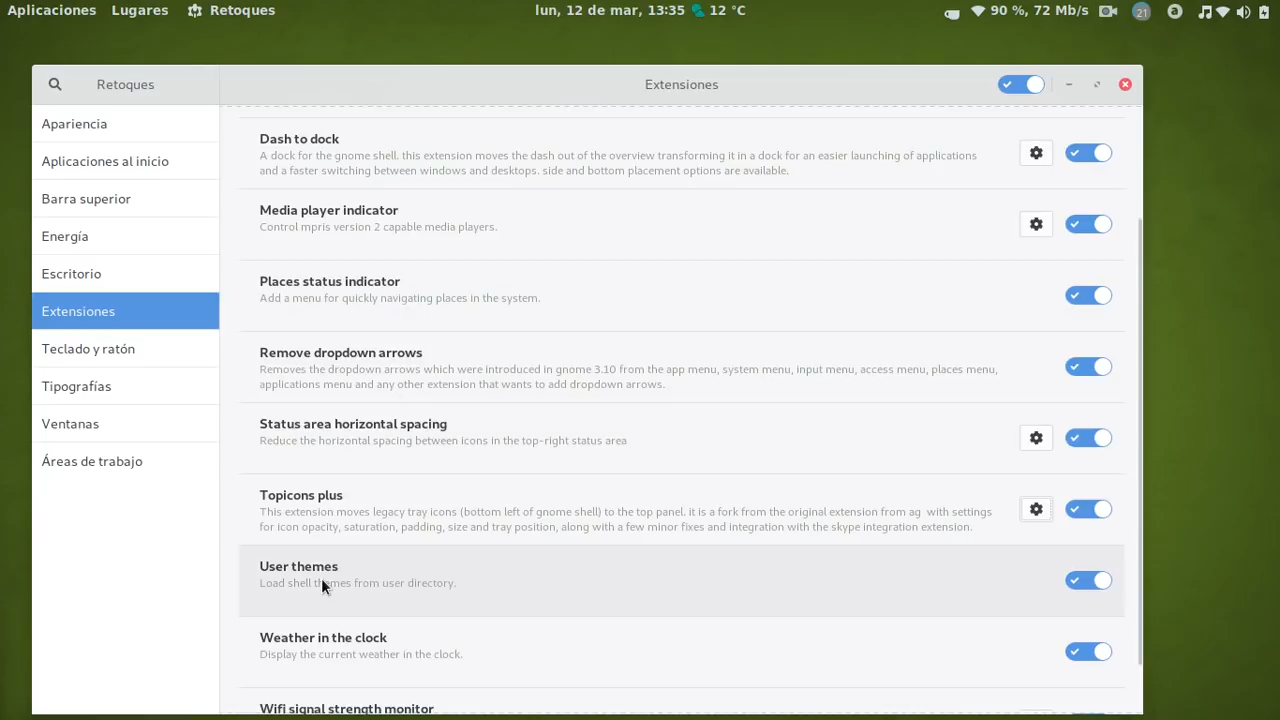 Aplicaciones Lugares Retoques lun, 12 de mar, 13:35 12 °C 90 %, 72 Mb/s 21 a
Retoques Extensiones
Apariencia
Aplicaciones al inicio
Barra superior
Energía
Escritorio
Extensiones
Teclado y ratón
Tipografías
Ventanas
Áreas de trabajo
Dash to dock
A dock for the gnome shell. this extension moves the dash out of the overview transforming it in a dock for an easier launching of applications
and a faster switching between windows and desktops. side and bottom placement options are available.
Media player indicator
Control mpris version 2 capable media players.
Places status indicator
Add a menu for quickly navigating places in the system.
Remove dropdown arrows
Removes the dropdown arrows which were introduced in gnome 3.10 from the app menu, system menu, input menu, access menu, places menu,
applications menu and any other extension that wants to add dropdown arrows.
Status area horizontal spacing
Reduce the horizontal spacing between icons in the top-right status area
Topicons plus
This extension moves legacy tray icons (bottom left of gnome shell) to the top panel. it is a fork from the original extension from ag with settings
for icon opacity, saturation, padding, size and tray position, along with a few minor fixes and integration with the skype integration extension.
User themes
Load shell themes from user directory.
Weather in the clock
Display the current weather in the clock.
Wifi signal strength monitor